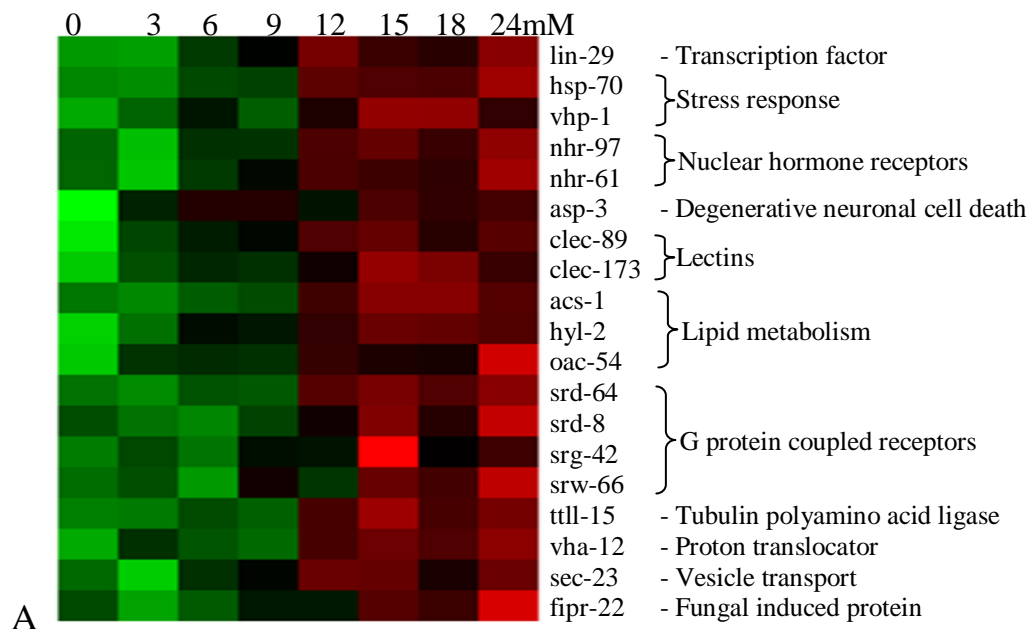 0 3 6 9 12 15 18 24mM
lin-29 - Transcription factor
hsp-70
Stress response
vhp-1
nhr-97
Nuclear hormone receptors
nhr-61
asp-3 - Degenerative neuronal cell death
clec-89
Lectins
clec-173
acs-1
hyl-2 Lipid metabolism
oac-54
srd-64
srd-8
G protein coupled receptors
srg-42
srw-66
ttll-15 - Tubulin polyamino acid ligase
vha-12 - Proton translocator
sec-23 - Vesicle transport
A fipr-22 - Fungal induced protein